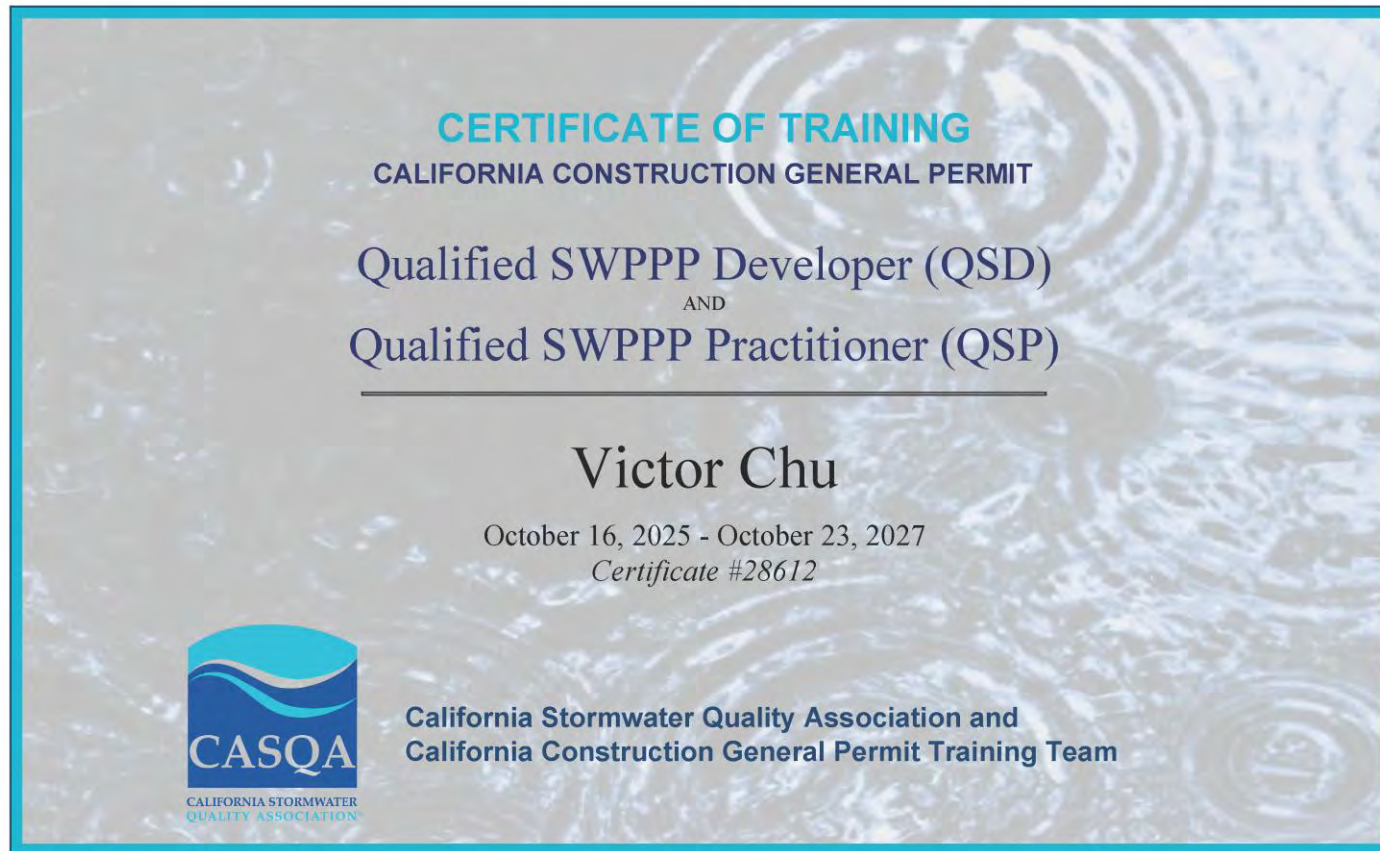 CERTIFICATE OF TRAINING
CALIFORNIA CONSTRUCTION GENERAL PERMIT
Qualified SWPPP Developer (QSD)
AND
Qualified SWPPP Practitioner (QSP)
Victor Chu
October 16, 2025 - October 23, 2027
Certificate #28612
CASQA
CALIFORNIA STORMWATER
QUALITY ASSOCIATION
California Stormwater Quality Association and
California Construction General Permit Training Team